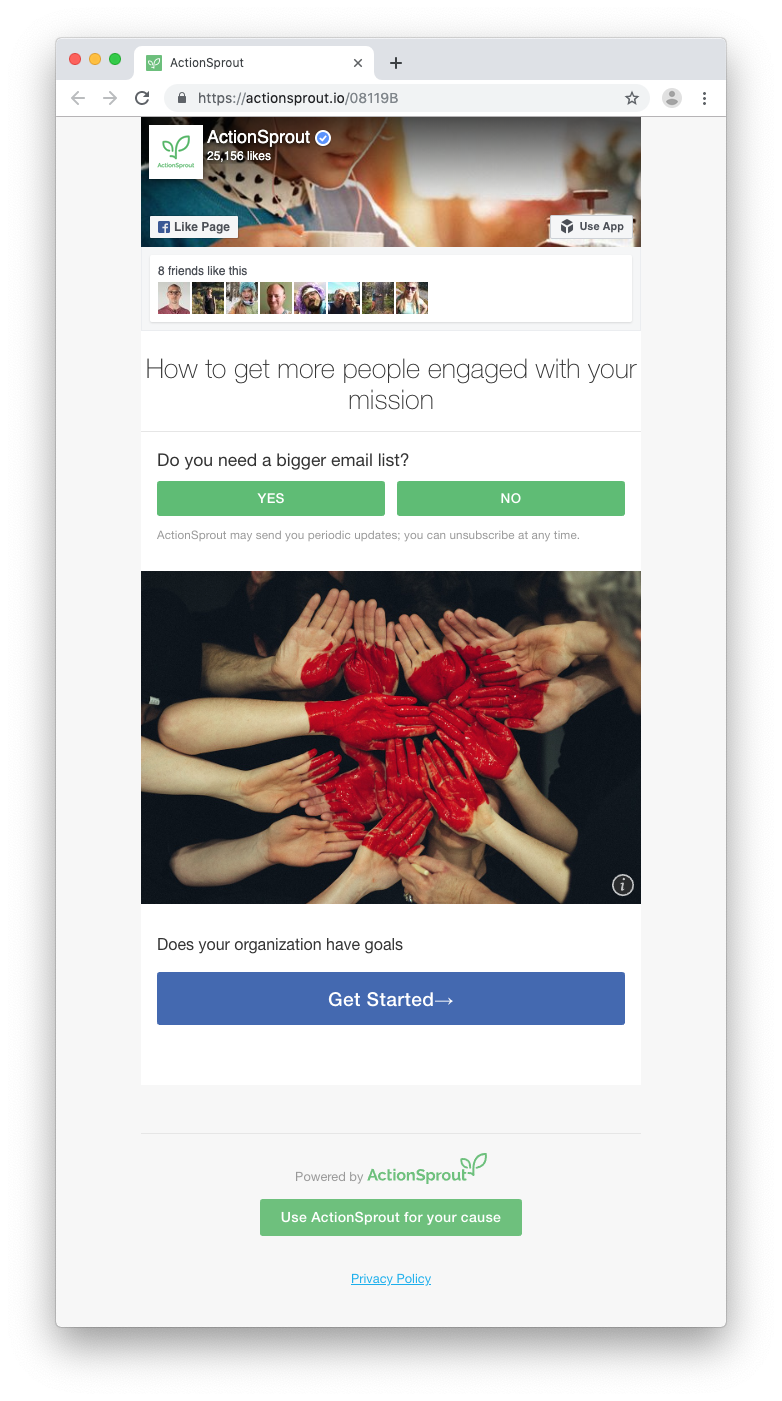 ActionSprout
https://actionsprout.io/08119B
ActionSprout
ActionSprout
25,156 likes
Like Page
Use App
8 friends like this
How to get more people engaged with your
mission
Do you need a bigger email list?
YES
NO
ActionSprout may send you periodic updates; you can unsubscribe at any time.
i
Does your organization have goals
Get Started→
Powered by ActionSprout
Use ActionSprout for your cause
Privacy Policy